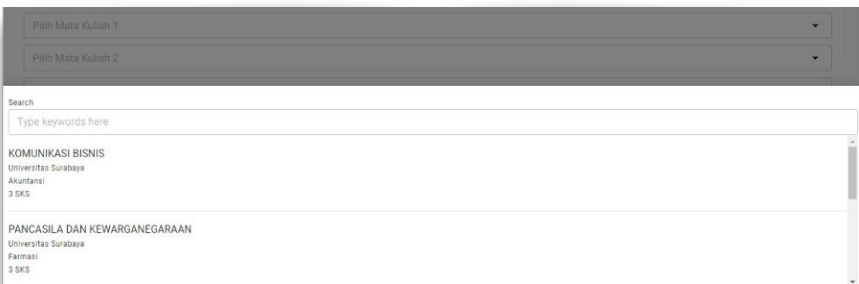 Pilih Mata Kuliah 1
Pilih Mata Kuliah 2
Search
Type keywords here
KOMUNIKASI BISNIS
Universitas Surabaya
Akuntansi
3 SKS
PANCASILA DAN KEWARGANEGARAAN
Universitas Surabaya
Farmasi
3 SKS